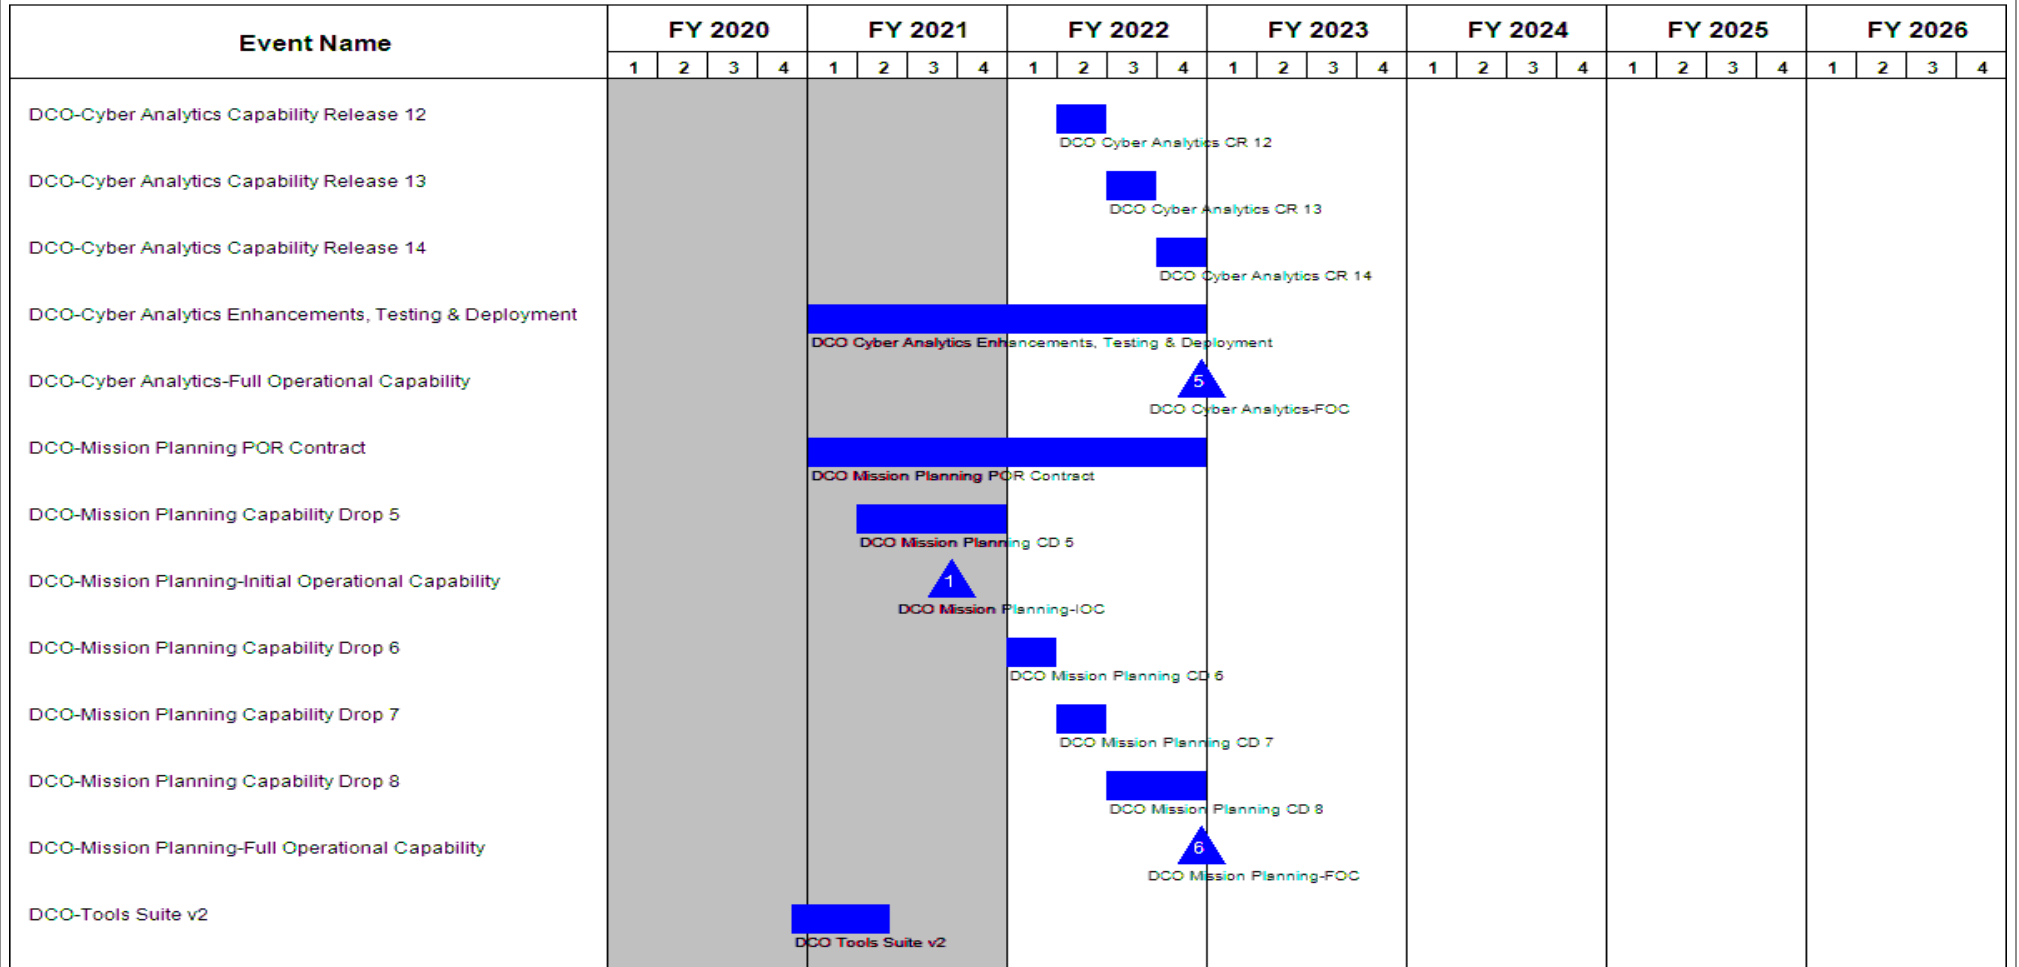 Event Name FY 2020 FY 2021 FY 2022 FY 2023 FY 2024 FY 2025 FY 2026
1 2 3 4 1 2 3 4 1 2 3 4 1 2 3 4 1 2 3 4 1 2 3 4 1 2 3 4
DCO-Cyber Analytics Capability Release 12
DCO Cyber Analytics CR 12
DCO-Cyber Analytics Capability Release 13
DCO Cyber Analytics CR 13
DCO-Cyber Analytics Capability Release 14
DCO Cyber Analytics CR 14
DCO-Cyber Analytics Enhancements, Testing & Deployment
DCO Cyber Analytics Enhancements, Testing & Deployment
DCO-Cyber Analytics-Full Operational Capability
5
DCO Cyber Analytics-FOC
DCO-Mission Planning POR Contract
DCO Mission Planning POR Contract
DCO-Mission Planning Capability Drop 5
DCO Mission Planning CD 5
DCO-Mission Planning-Initial Operational Capability
1
DCO Mission Planning-IOC
DCO-Mission Planning Capability Drop 6
DCO Mission Planning CD 6
DCO-Mission Planning Capability Drop 7
DCO Mission Planning CD 7
DCO-Mission Planning Capability Drop 8
DCO Mission Planning CD 8
DCO-Mission Planning-Full Operational Capability
6
DCO Mission Planning-FOC
DCO-Tools Suite v2
DCO Tools Suite v2